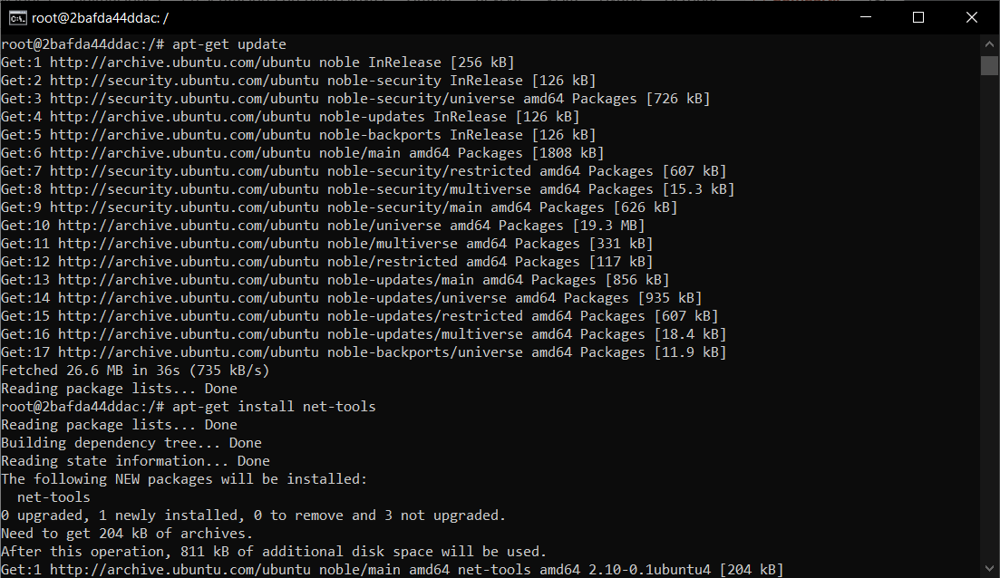 root@2bafda44ddac: /
root@2bafda44ddac:/# apt-get update
Get:1 http://archive.ubuntu.com/ubuntu noble InRelease [256 kB]
Get:2 http://security.ubuntu.com/ubuntu noble-security InRelease [126 kB]
Get:3 http://security.ubuntu.com/ubuntu noble-security/universe amd64 Packages [726 kB]
Get:4 http://archive.ubuntu.com/ubuntu noble-updates InRelease [126 kB]
Get:5 http://archive.ubuntu.com/ubuntu noble-backports InRelease [126 kB]
Get:6 http://archive.ubuntu.com/ubuntu noble/main amd64 Packages [1808 kB]
Get:7 http://security.ubuntu.com/ubuntu noble-security/restricted amd64 Packages [607 kB]
Get:8 http://security.ubuntu.com/ubuntu noble-security/multiverse amd64 Packages [15.3 kB]
Get:9 http://security.ubuntu.com/ubuntu noble-security/main amd64 Packages [626 kB]
Get:10 http://archive.ubuntu.com/ubuntu noble/universe amd64 Packages [19.3 MB]
Get:11 http://archive.ubuntu.com/ubuntu noble/multiverse amd64 Packages [331 kB]
Get:12 http://archive.ubuntu.com/ubuntu noble/restricted amd64 Packages [117 kB]
Get:13 http://archive.ubuntu.com/ubuntu noble-updates/main amd64 Packages [856 kB]
Get:14 http://archive.ubuntu.com/ubuntu noble-updates/universe amd64 Packages [935 kB]
Get:15 http://archive.ubuntu.com/ubuntu noble-updates/restricted amd64 Packages [607 kB]
Get:16 http://archive.ubuntu.com/ubuntu noble-updates/multiverse amd64 Packages [18.4 kB]
Get:17 http://archive.ubuntu.com/ubuntu noble-backports/universe amd64 Packages [11.9 kB]
Fetched 26.6 MB in 36s (735 kB/s)
Reading package lists... Done
root@2bafda44ddac:/# apt-get install net-tools
Reading package lists... Done
Building dependency tree... Done
Reading state information... Done
The following NEW packages will be installed:
  net-tools
0 upgraded, 1 newly installed, 0 to remove and 3 not upgraded.
Need to get 204 kB of archives.
After this operation, 811 kB of additional disk space will be used.
Get:1 http://archive.ubuntu.com/ubuntu noble/main amd64 net-tools amd64 2.10-0.1ubuntu4 [204 kB]